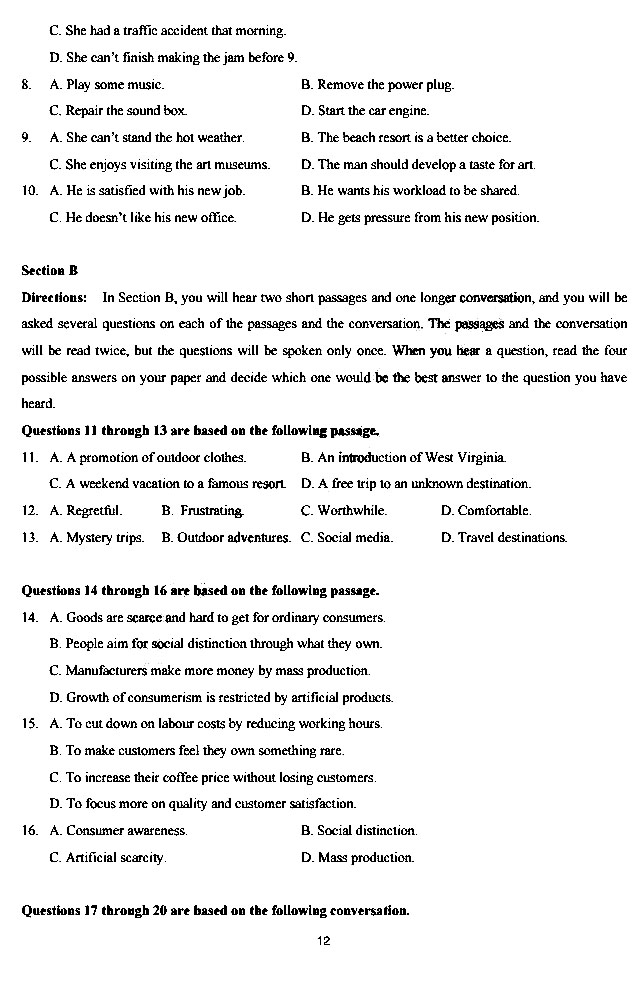 C. She had a traffic accident that morning.
D. She can't finish making the jam before 9.
8. A. Play some music. B. Remove the power plug.
C. Repair the sound box. D. Start the car engine.
9. A. She can't stand the hot weather. B. The beach resort is a better choice.
C. She enjoys visiting the art museums. D. The man should develop a taste for art.
10. A. He is satisfied with his new job. B. He wants his workload to be shared.
C. He doesn't like his new office. D. He gets pressure from his new position.
Section B
Directions: In Section B, you will hear two short passages and one longer conversation, and you will be
asked several questions on each of the passages and the conversation. The passages and the conversation
will be read twice, but the questions will be spoken only once. When you hear a question, read the four
possible answers on your paper and decide which one would be the best answer to the question you have
heard.
Questions 11 through 13 are based on the following passage.
11. A. A promotion of outdoor clothes. B. An introduction of West Virginia.
C. A weekend vacation to a famous resort. D. A free trip to an unknown destination.
12. A. Regretful. B. Frustrating. C. Worthwhile. D. Comfortable.
13. A. Mystery trips. B. Outdoor adventures. C. Social media. D. Travel destinations.
Questions 14 through 16 are based on the following passage.
14. A. Goods are scarce and hard to get for ordinary consumers.
B. People aim for social distinction through what they own.
C. Manufacturers make more money by mass production.
D. Growth of consumerism is restricted by artificial products.
15. A. To cut down on labour costs by reducing working hours.
B. To make customers feel they own something rare.
C. To increase their coffee price without losing customers.
D. To focus more on quality and customer satisfaction.
16. A. Consumer awareness. B. Social distinction.
C. Artificial scarcity. D. Mass production.
Questions 17 through 20 are based on the following conversation.
12